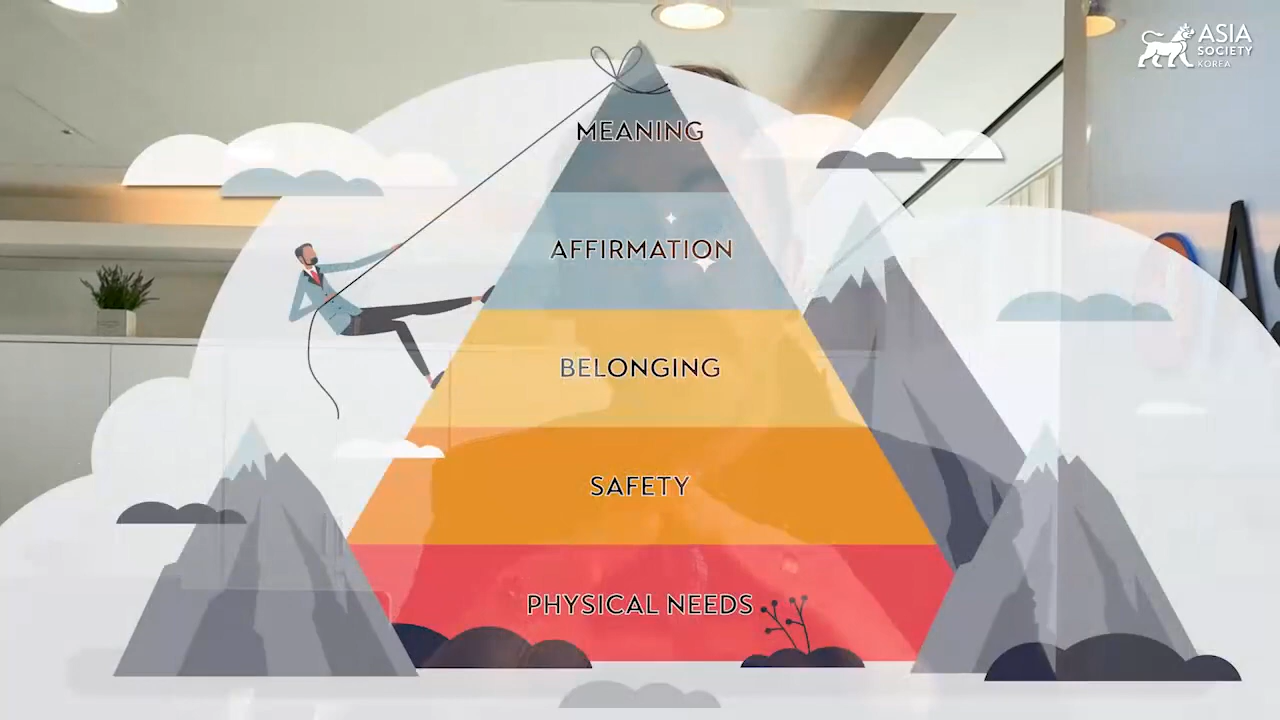 ASIA
SOCIETY
KOREA
MEANING
AFFIRMATION
BELONGING
SAFETY
PHYSICAL NEEDS